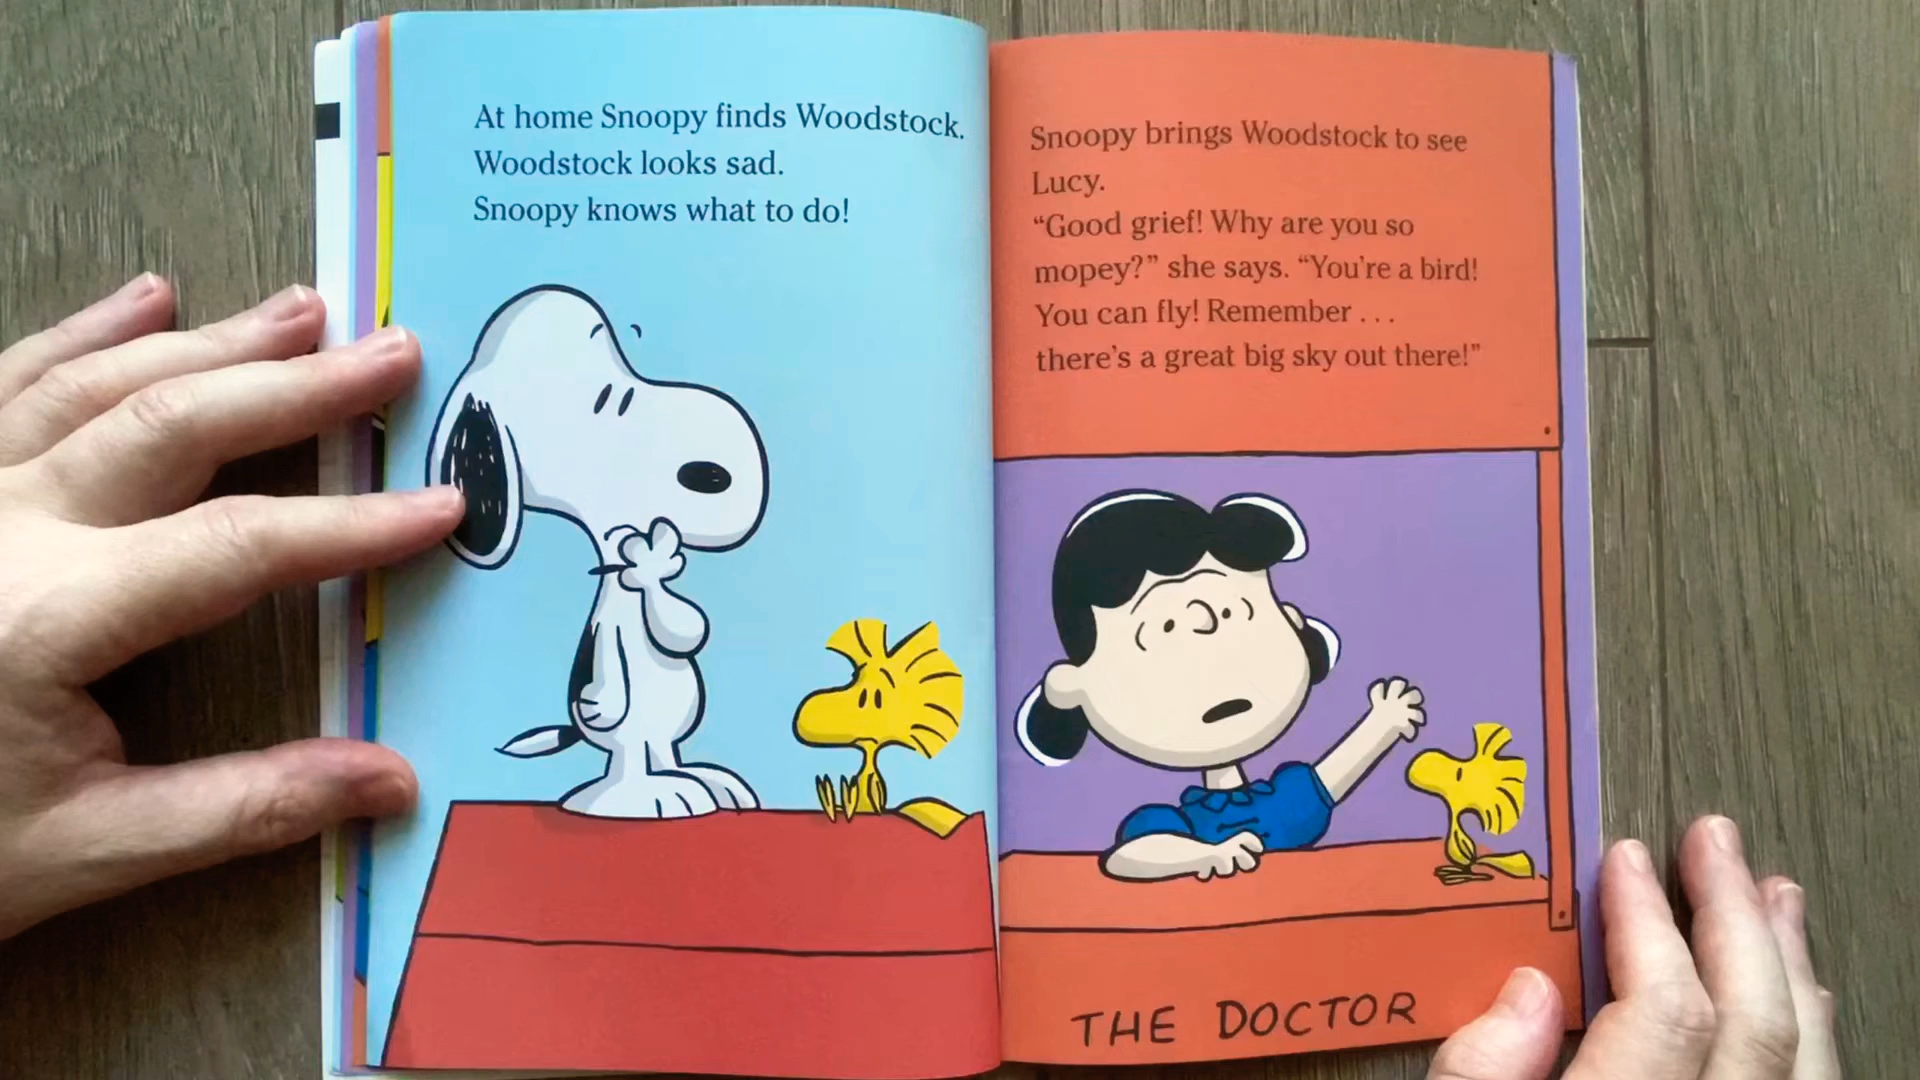 At home Snoopy finds Woodstock.
Woodstock looks sad.
Snoopy knows what to do!
Snoopy brings Woodstock to see
Lucy.
“Good grief! Why are you so
mopey?” she says. “You’re a bird!
You can fly! Remember . . .
there’s a great big sky out there!”
THE DOCTOR